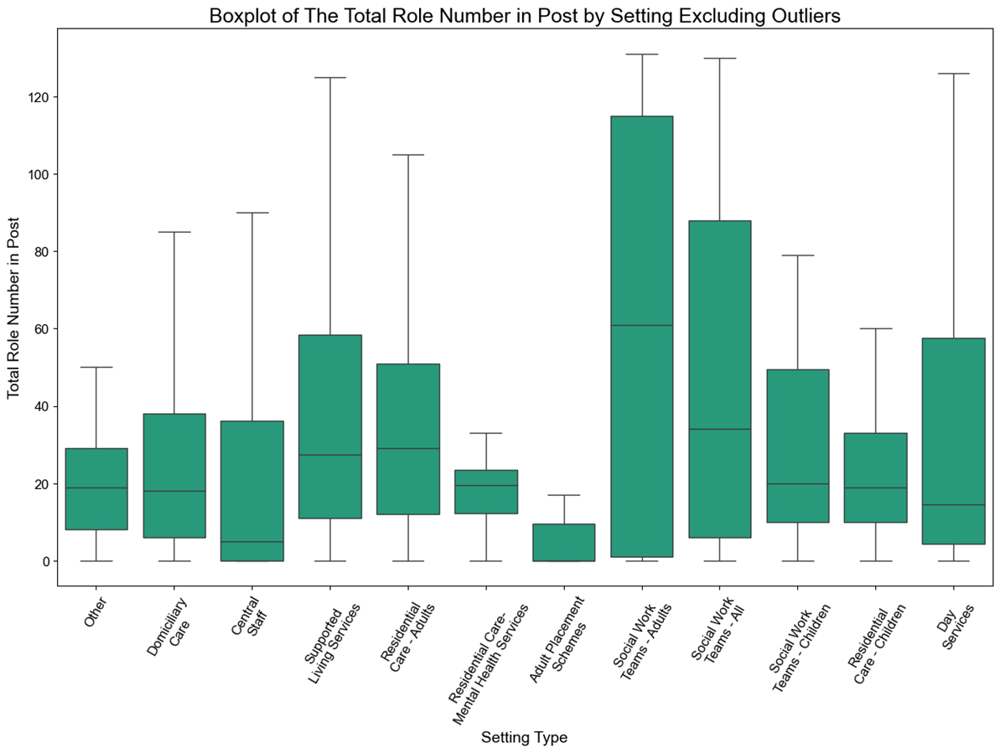 Boxplot of The Total Role Number in Post by Setting Excluding Outliers
Total Role Number in Post
120
100
80
60
40
20
0
Other
Domiciliary
Care
Central
Staff
Supported
Living Services
Residential
Care - Adults
Residential Care-
Mental Health Services
Adult Placement
Schemes
Social Work
Teams - Adults
Social Work
Teams - All
Social Work
Teams - Children
Residential
Care - Children
Day
Services
Setting Type